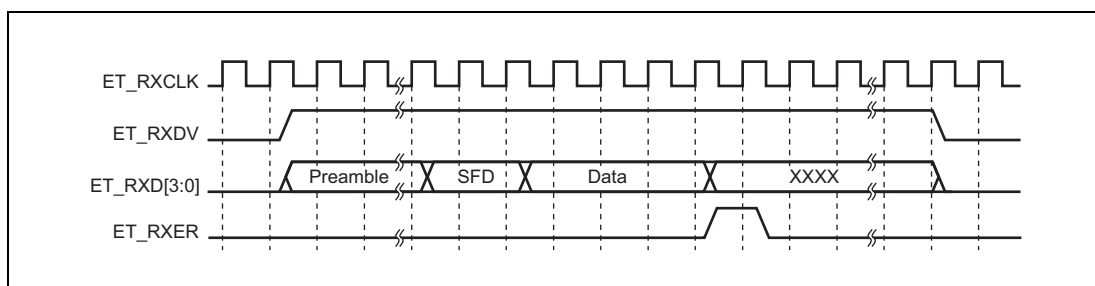 ET_RXCLK
ET_RXDV
ET_RXD[3:0]
Preamble
SFD
Data
XXXX
ET_RXER